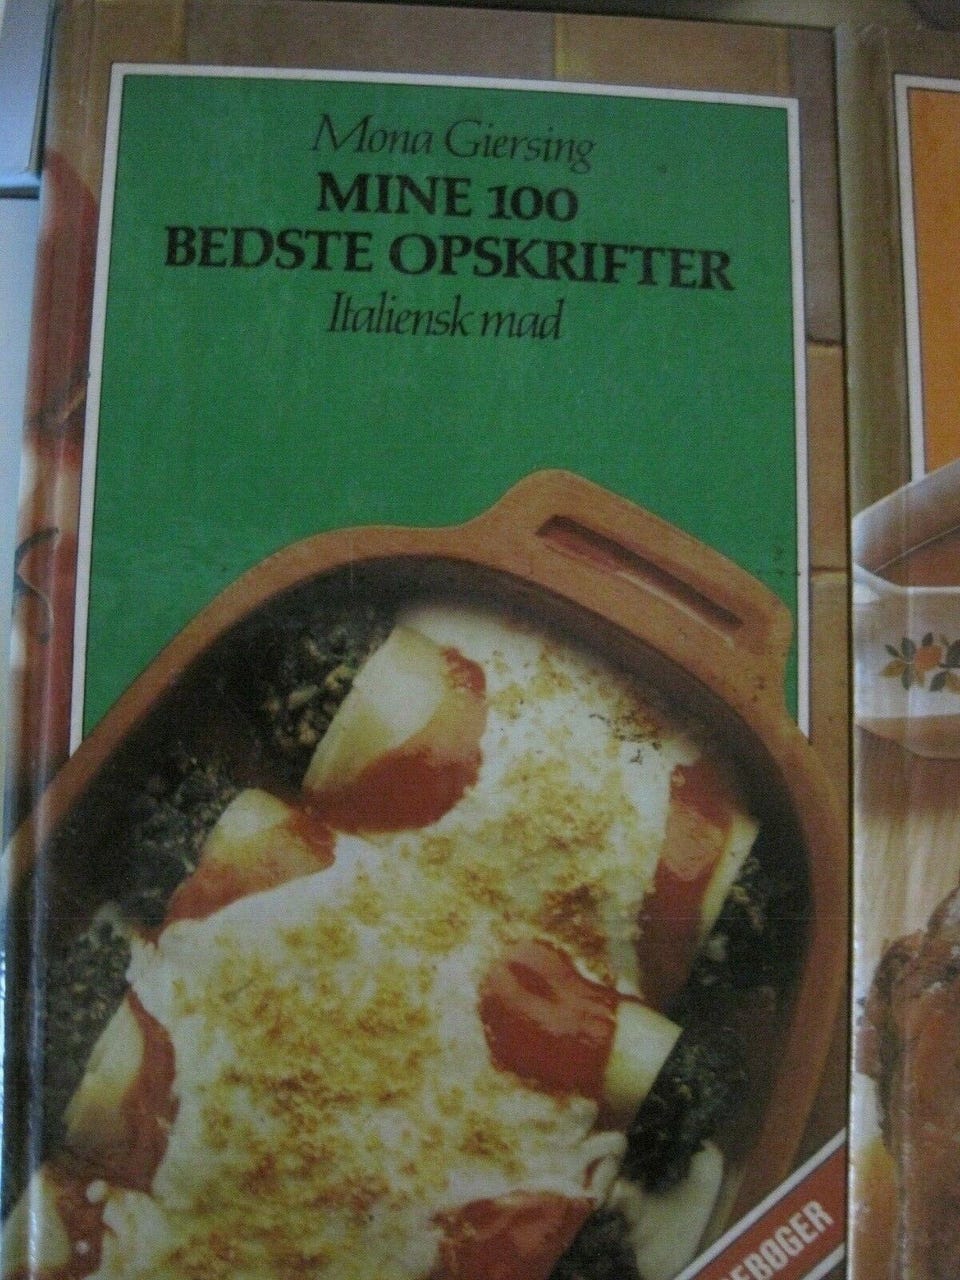 Mona Giersing
MINE 100
BEDSTE OPSKRIFTER
Italiensk mad